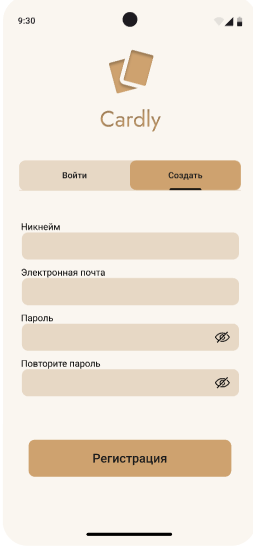 9:30
Cardly
Войти Создать
Никнейм
Электронная почта
Пароль
Повторите пароль
Регистрация